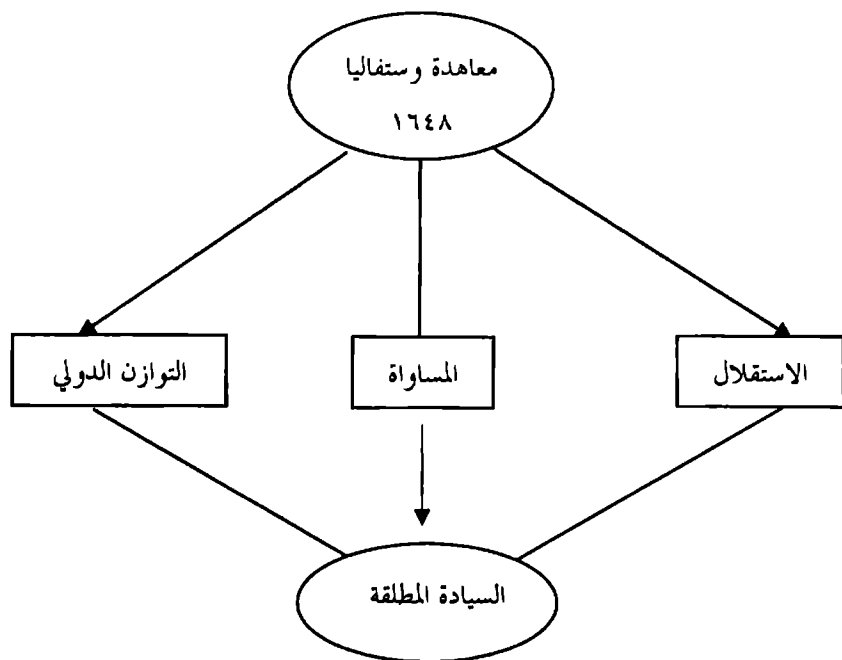 معاهدة وستفاليا
١٦٤٨
الاستقلال
المساواة
التوازن الدولي
السيادة المطلقة